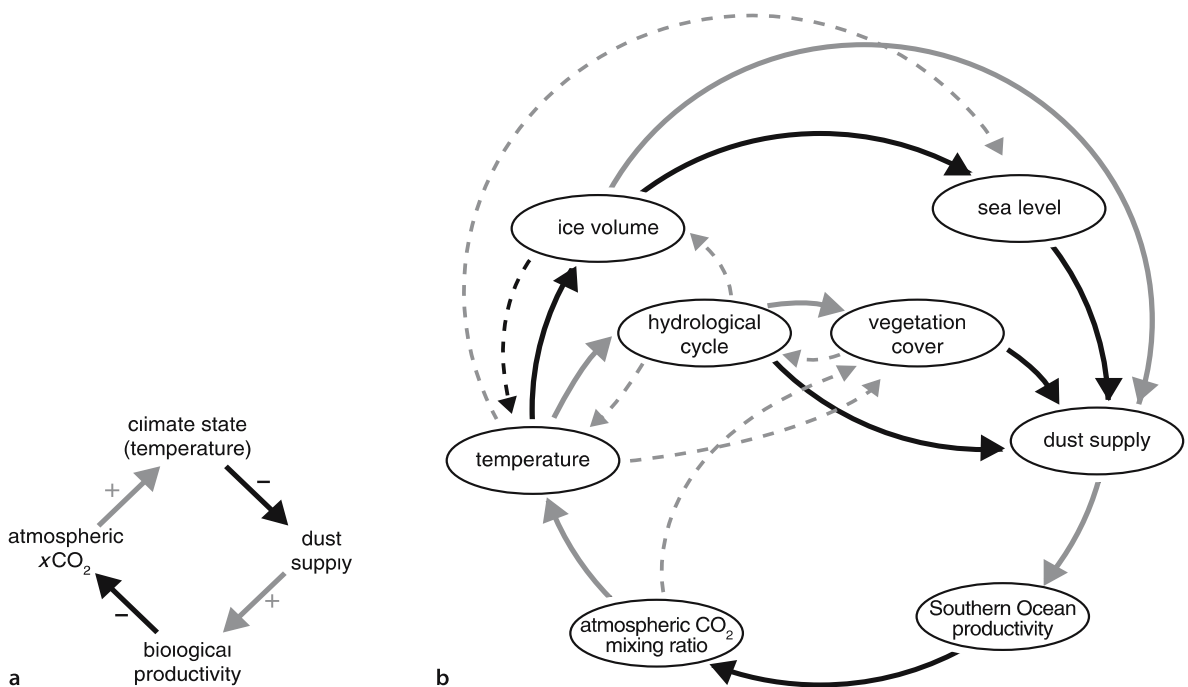 ice volume
sea level
hydrological
cycle
vegetation
cover
temperature
dust supply
climate state
(temperature)
+
−
atmospheric
xCO₂
dust
supply
−
+
biological
productivity
atmospheric CO₂
mixing ratio
Southern Ocean
productivity
a
b